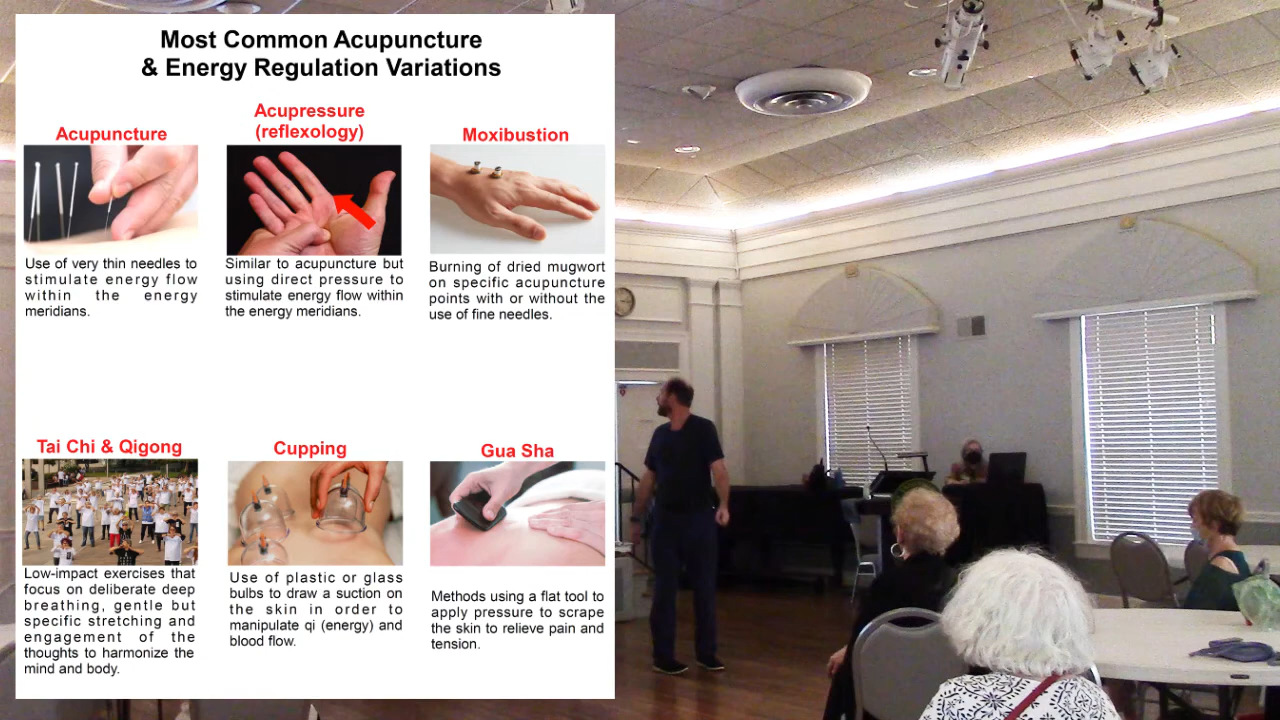 Most Common Acupuncture
& Energy Regulation Variations
Acupuncture
Use of very thin needles to
stimulate energy flow
within the energy
meridians.
Acupressure
(reflexology)
Similar to acupuncture but
using direct pressure to
stimulate energy flow within
the energy meridians.
Moxibustion
Burning of dried mugwort
on specific acupuncture
points with or without the
use of fine needles.
Tai Chi & Qigong
Low-impact exercises that
focus on deliberate deep
breathing, gentle but
specific stretching and
engagement of the
thoughts to harmonize the
mind and body.
Cupping
Use of plastic or glass
bulbs to draw a suction on
the skin in order to
manipulate qi (energy) and
blood flow.
Gua Sha
Methods using a flat tool to
apply pressure to scrape
the skin to relieve pain and
tension.